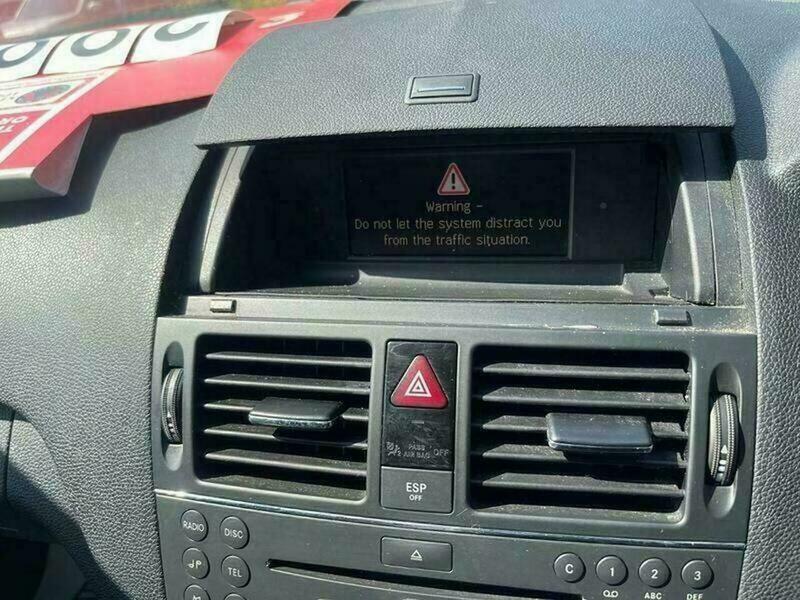 Warning -
Do not let the system distract you
from the traffic situation.
PASS
AIR BAG
OFF
2
ESP
OFF
RADIO
DISC
TEL
C
1
2
3
ABC
DEF